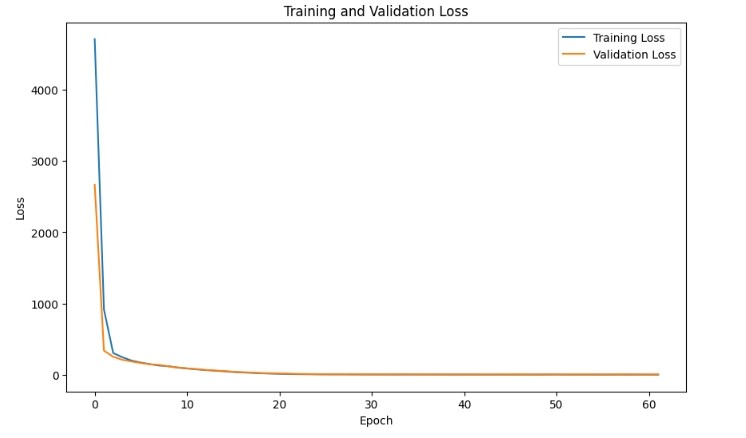 Training and Validation Loss
Training Loss
Validation Loss
4000
3000
2000
1000
0
Loss
0 10 20 30 40 50 60
Epoch